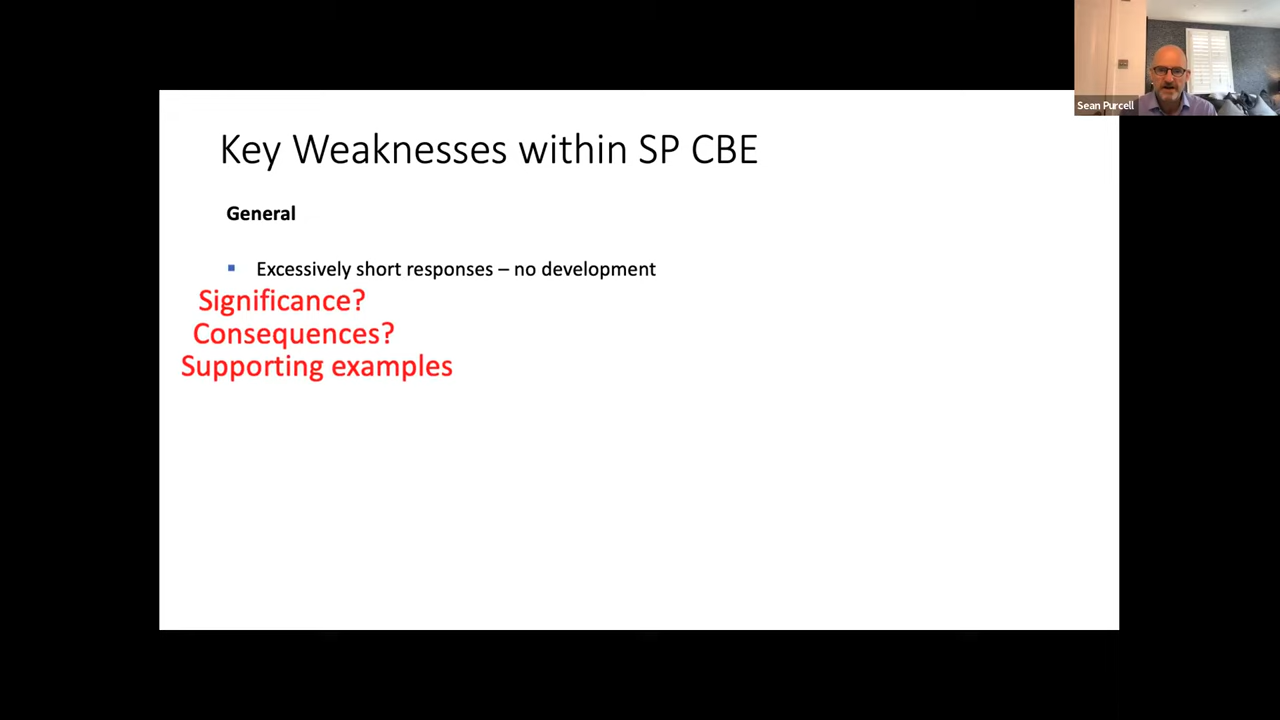 Sean Purcell
Key Weaknesses within SP CBE
General
▪ Excessively short responses – no development
Significance?
Consequences?
Supporting examples